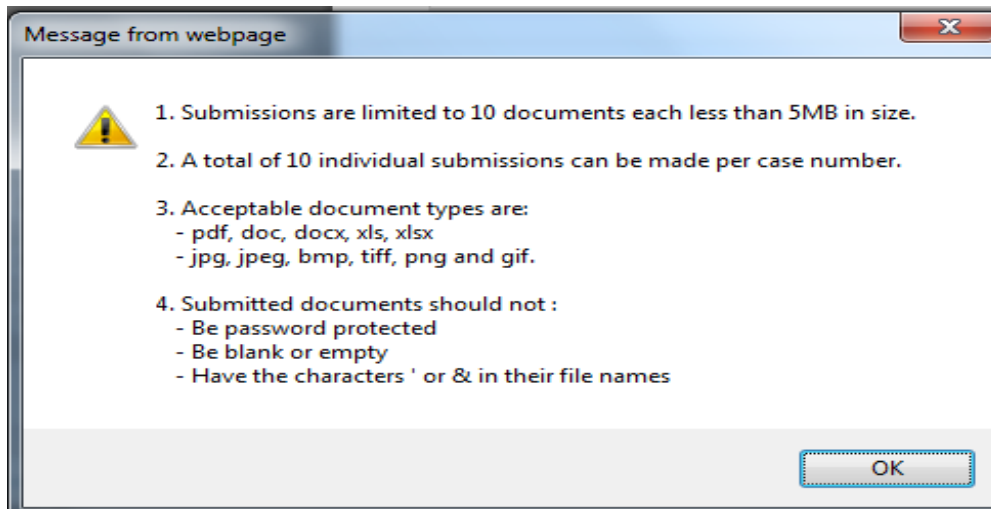 Message from webpage
1. Submissions are limited to 10 documents each less than 5MB in size.
2. A total of 10 individual submissions can be made per case number.
3. Acceptable document types are:
- pdf, doc, docx, xls, xlsx
- jpg, jpeg, bmp, tiff, png and gif.
4. Submitted documents should not :
- Be password protected
- Be blank or empty
- Have the characters ' or & in their file names
OK